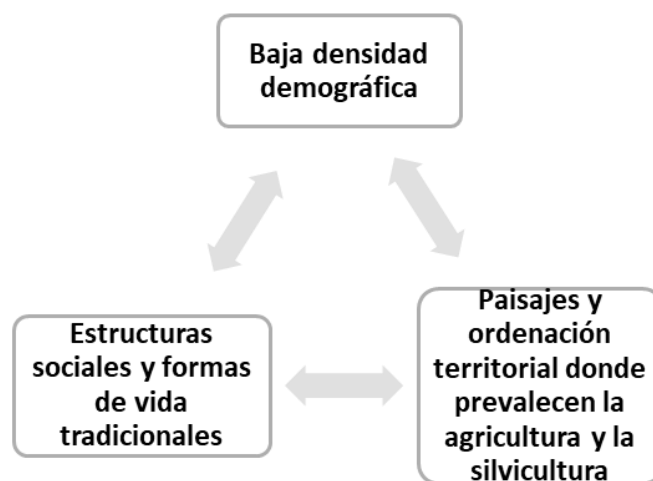 Baja densidad
demográfica
Estructuras
sociales y formas
de vida
tradicionales
Paisajes y
ordenación
territorial donde
prevalecen la
agricultura y la
silvicultura